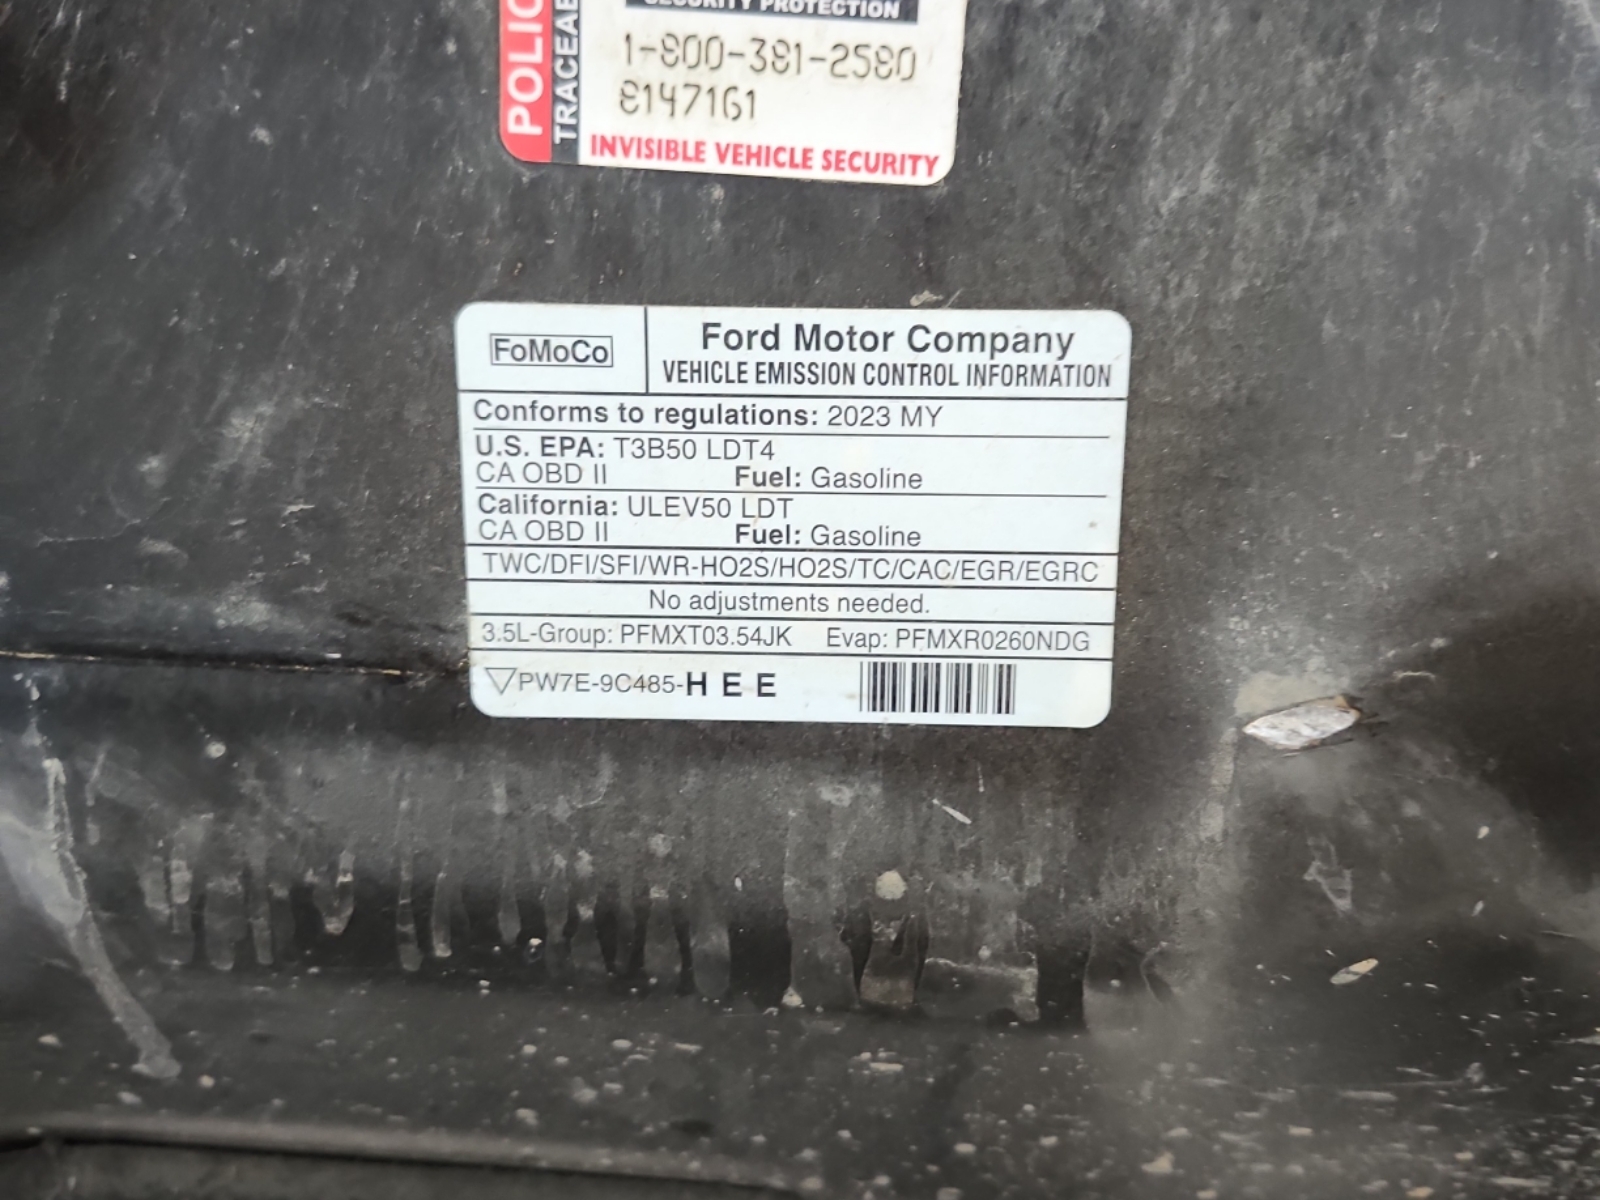 SECURITY PROTECTION
1-800-381-2580
8147161
INVISIBLE VEHICLE SECURITY
FoMoCo
Ford Motor Company
VEHICLE EMISSION CONTROL INFORMATION
Conforms to regulations: 2023 MY
U.S. EPA: T3B50 LDT4
CA OBD II Fuel: Gasoline
California: ULEV50 LDT
CA OBD II Fuel: Gasoline
TWC/DFI/SFI/WR-HO2S/HO2S/TC/CAC/EGR/EGRC
No adjustments needed.
3.5L-Group: PFMXT03.54JK Evap: PFMXR0260NDG
PW7E-9C485-H E E